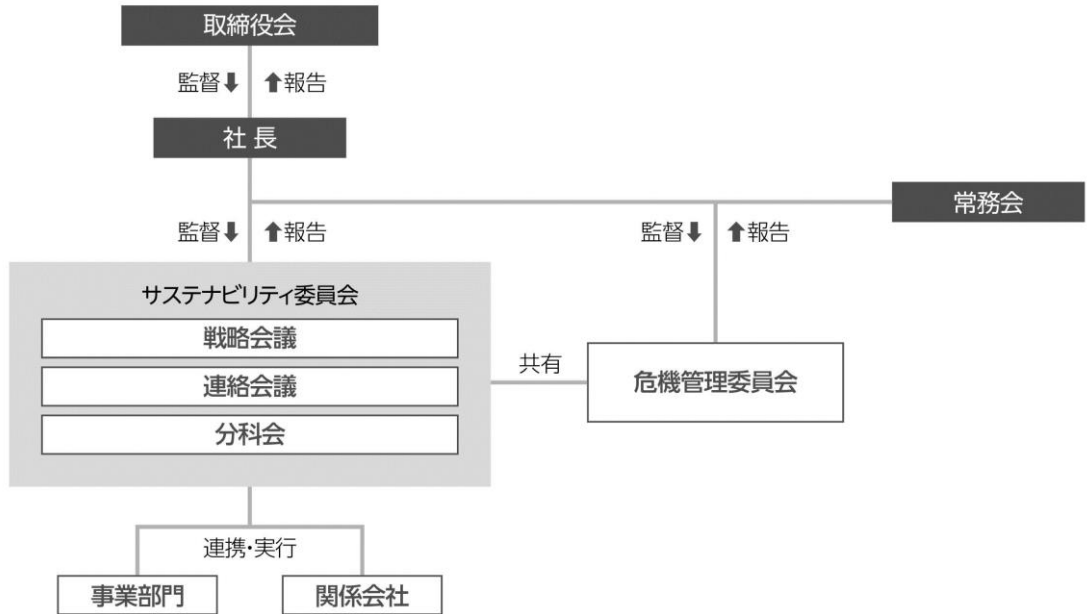 取締役会
監督⬇ ⬆報告
社 長
常務会
監督⬇ ⬆報告
監督⬇ ⬆報告
サステナビリティ委員会
戦略会議
連絡会議
分科会
共有
危機管理委員会
連携・実行
事業部門
関係会社